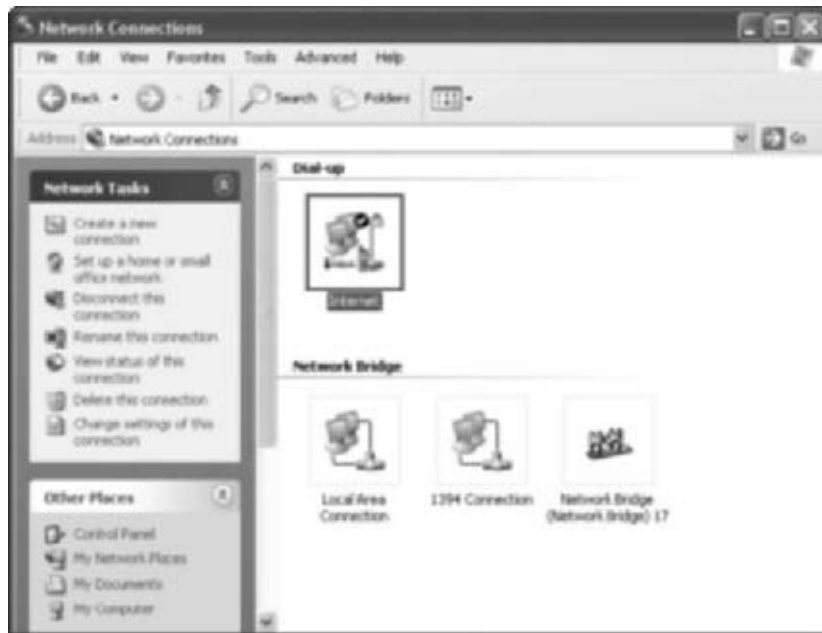 Network Connections
File Edit View Favorites Tools Advanced Help
Back Search Folders
Address Network Connections Go
Network Tasks
Create a new
connection
Set up a home or small
office network
Disconnect this
connection
Rename this connection
View status of this
connection
Delete this connection
Change settings of this
connection
Other Places
Control Panel
My Network Places
My Documents
My Computer
Dial-up
Internet
Network Bridge
Local Area
Connection
1394 Connection
Network Bridge
(Network Bridge) 17